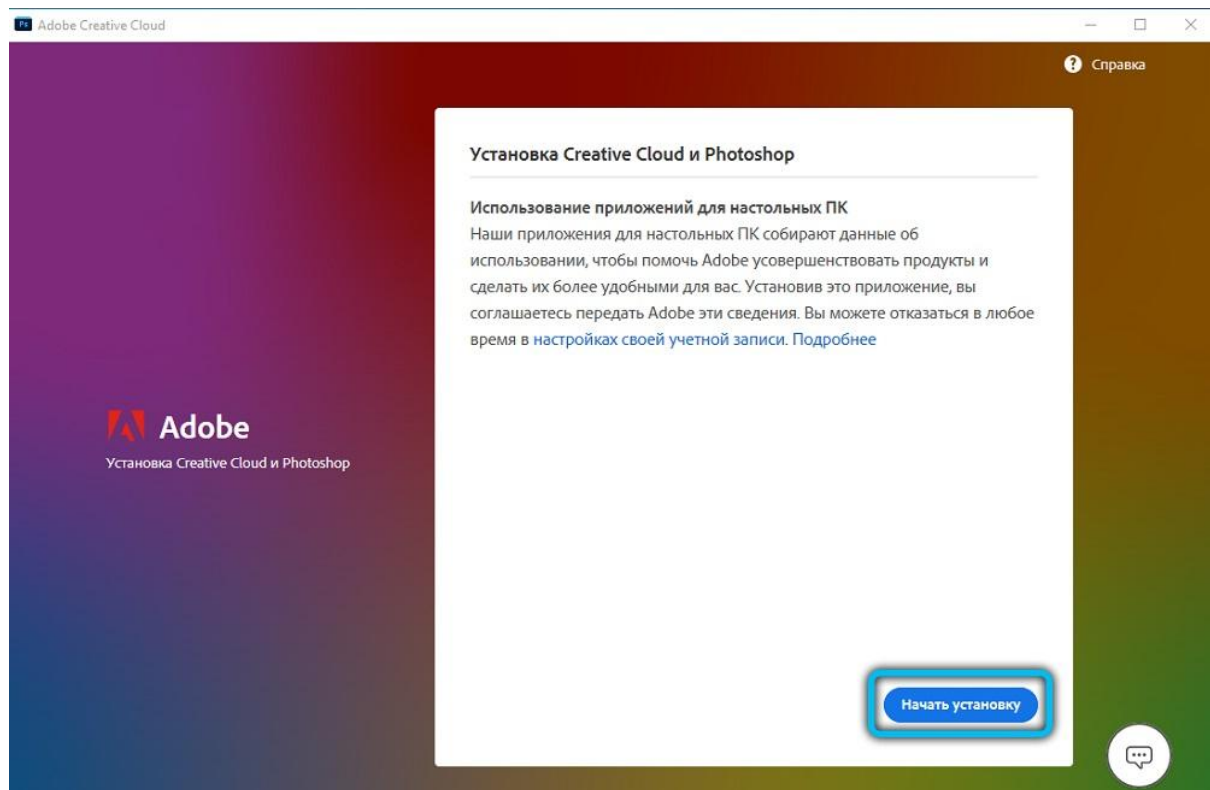 Ps Adobe Creative Cloud
? Справка
Установка Creative Cloud и Photoshop
Использование приложений для настольных ПК
Наши приложения для настольных ПК собирают данные об
использовании, чтобы помочь Adobe усовершенствовать продукты и
сделать их более удобными для вас. Установив это приложение, вы
соглашаетесь передать Adobe эти сведения. Вы можете отказаться в любое
время в настройках своей учетной записи. Подробнее
Adobe
Установка Creative Cloud и Photoshop
Начать установку